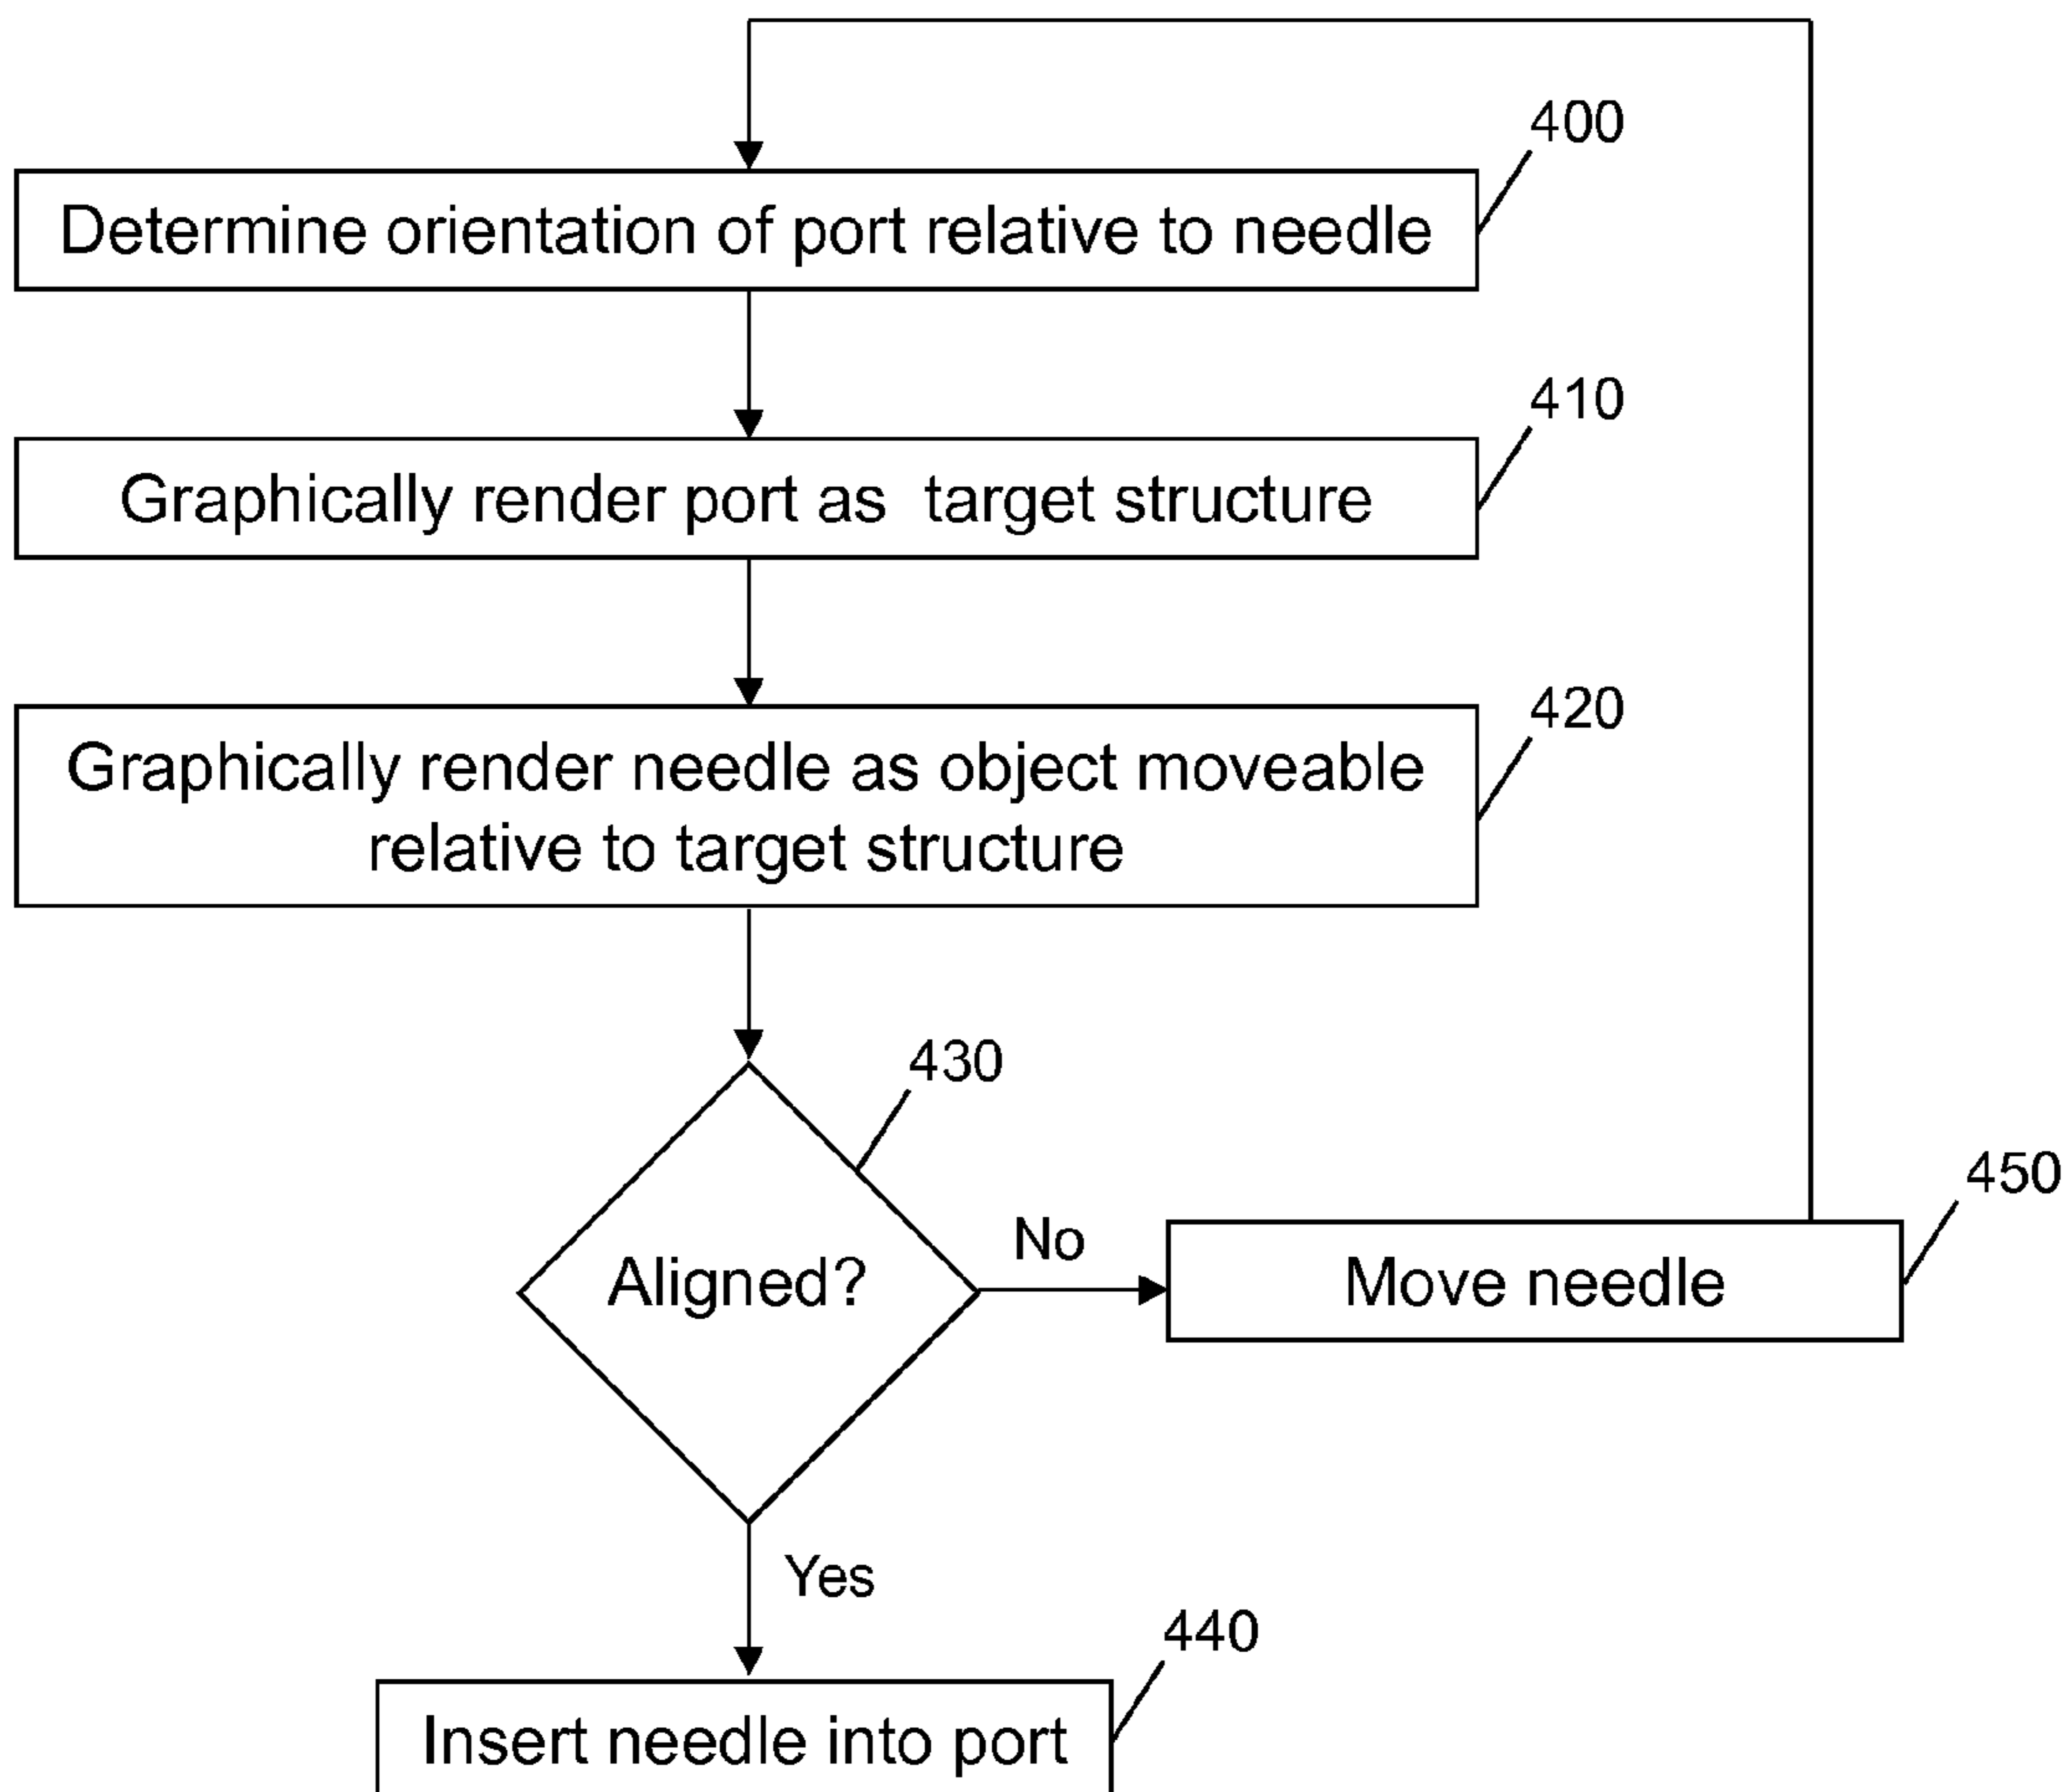 400
Determine orientation of port relative to needle
410
Graphically render port as target structure
420
Graphically render needle as object moveable
relative to target structure
430
Aligned?
No
450
Move needle
Yes
440
Insert needle into port